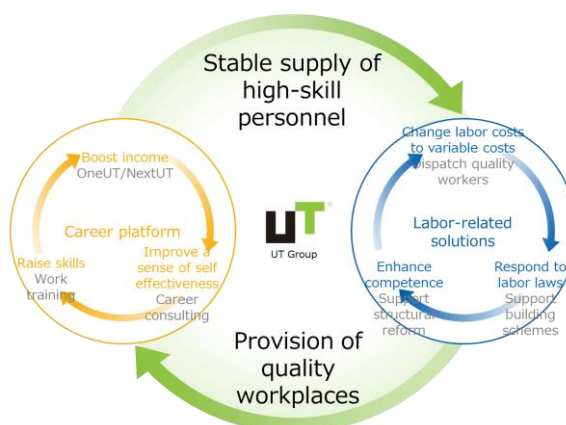 Stable supply of
high-skill
personnel
Boost income
OneUT/NextUT
Career platform
Raise skills
Work
training
Improve a
sense of self
effectiveness
Career
consulting
UT
UT Group
Change labor costs
to variable costs
Dispatch quality
workers
Labor-related
solutions
Enhance
competence
Support
structural
reform
Respond to
labor laws
Support
building
schemes
Provision of
quality
workplaces